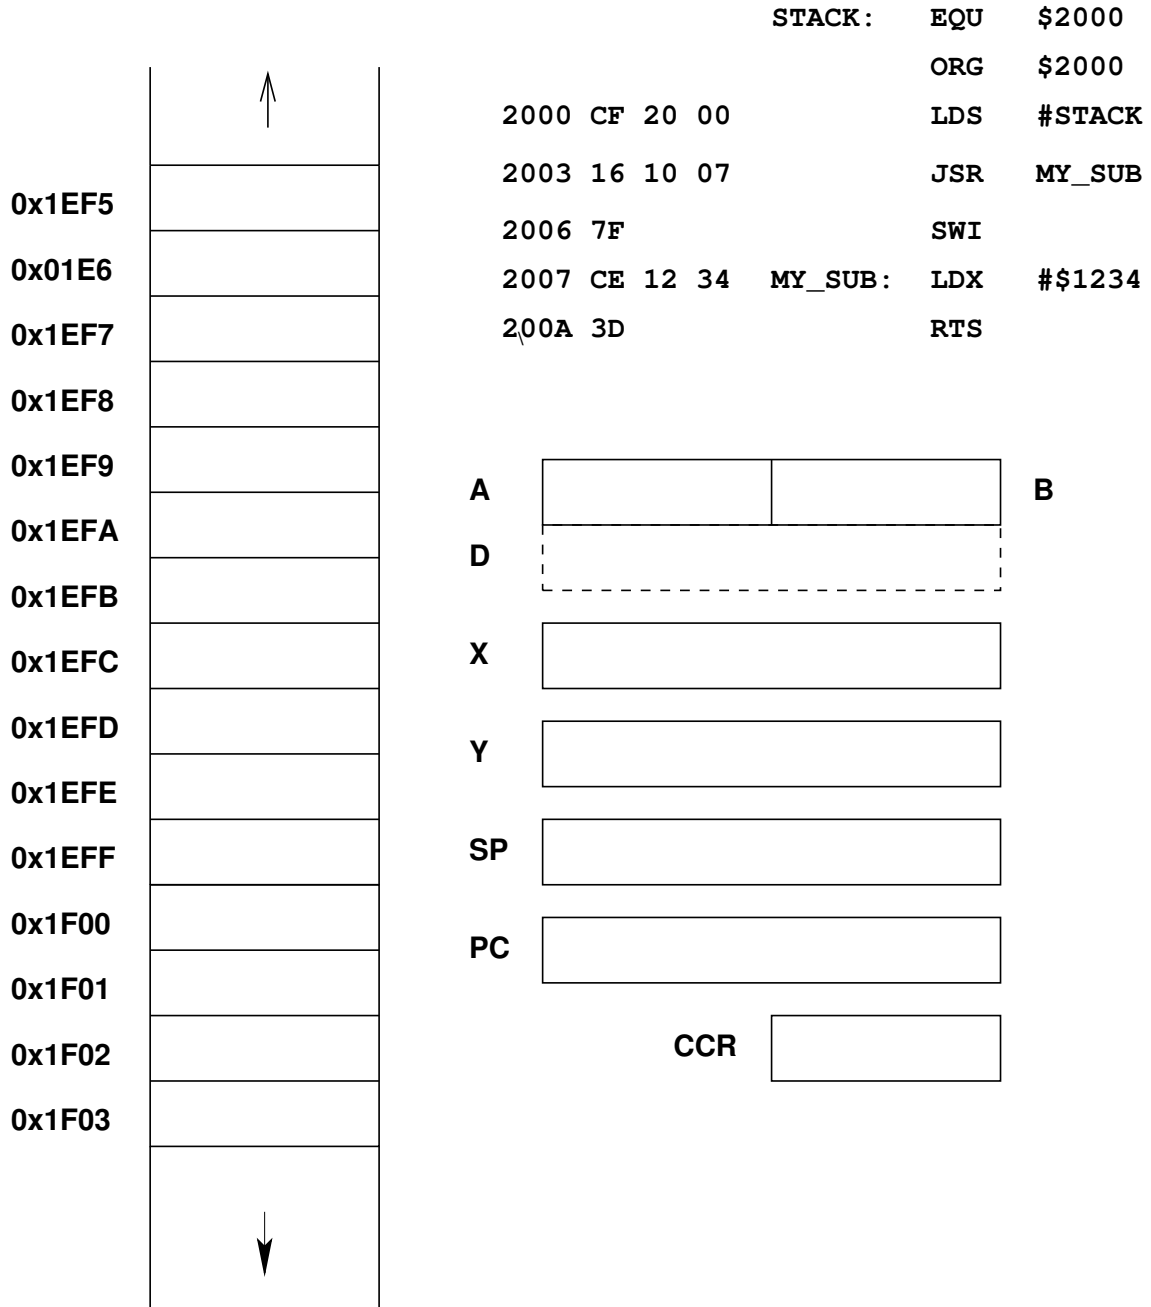 STACK: EQU $2000
ORG $2000
2000 CF 20 00 LDS #STACK
2003 16 10 07 JSR MY_SUB
2006 7F SWI
2007 CE 12 34 MY_SUB: LDX #$1234
200A 3D RTS
\
0x1EF5
0x01E6
0x1EF7
0x1EF8
0x1EF9
0x1EFA
0x1EFB
0x1EFC
0x1EFD
0x1EFE
0x1EFF
0x1F00
0x1F01
0x1F02
0x1F03
A B
D
X
Y
SP
PC
CCR